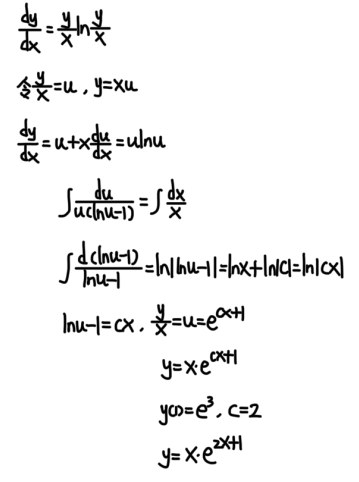 dy/dx = y/x ln y/x
令 y/x = u , y = xu
dy/dx = u + x du/dx = u ln u
∫ du/u(lnu-1) = ∫ dx/x
∫ d(lnu-1)/lnu-1 = ln|lnu-1| = lnx + ln|C| = ln|cx|
lnu-1 = cx , y/x = u = e^(cx+1)
y = x·e^(cx+1)
y(1) = e^3 , C = 2
y = x·e^(2x+1)